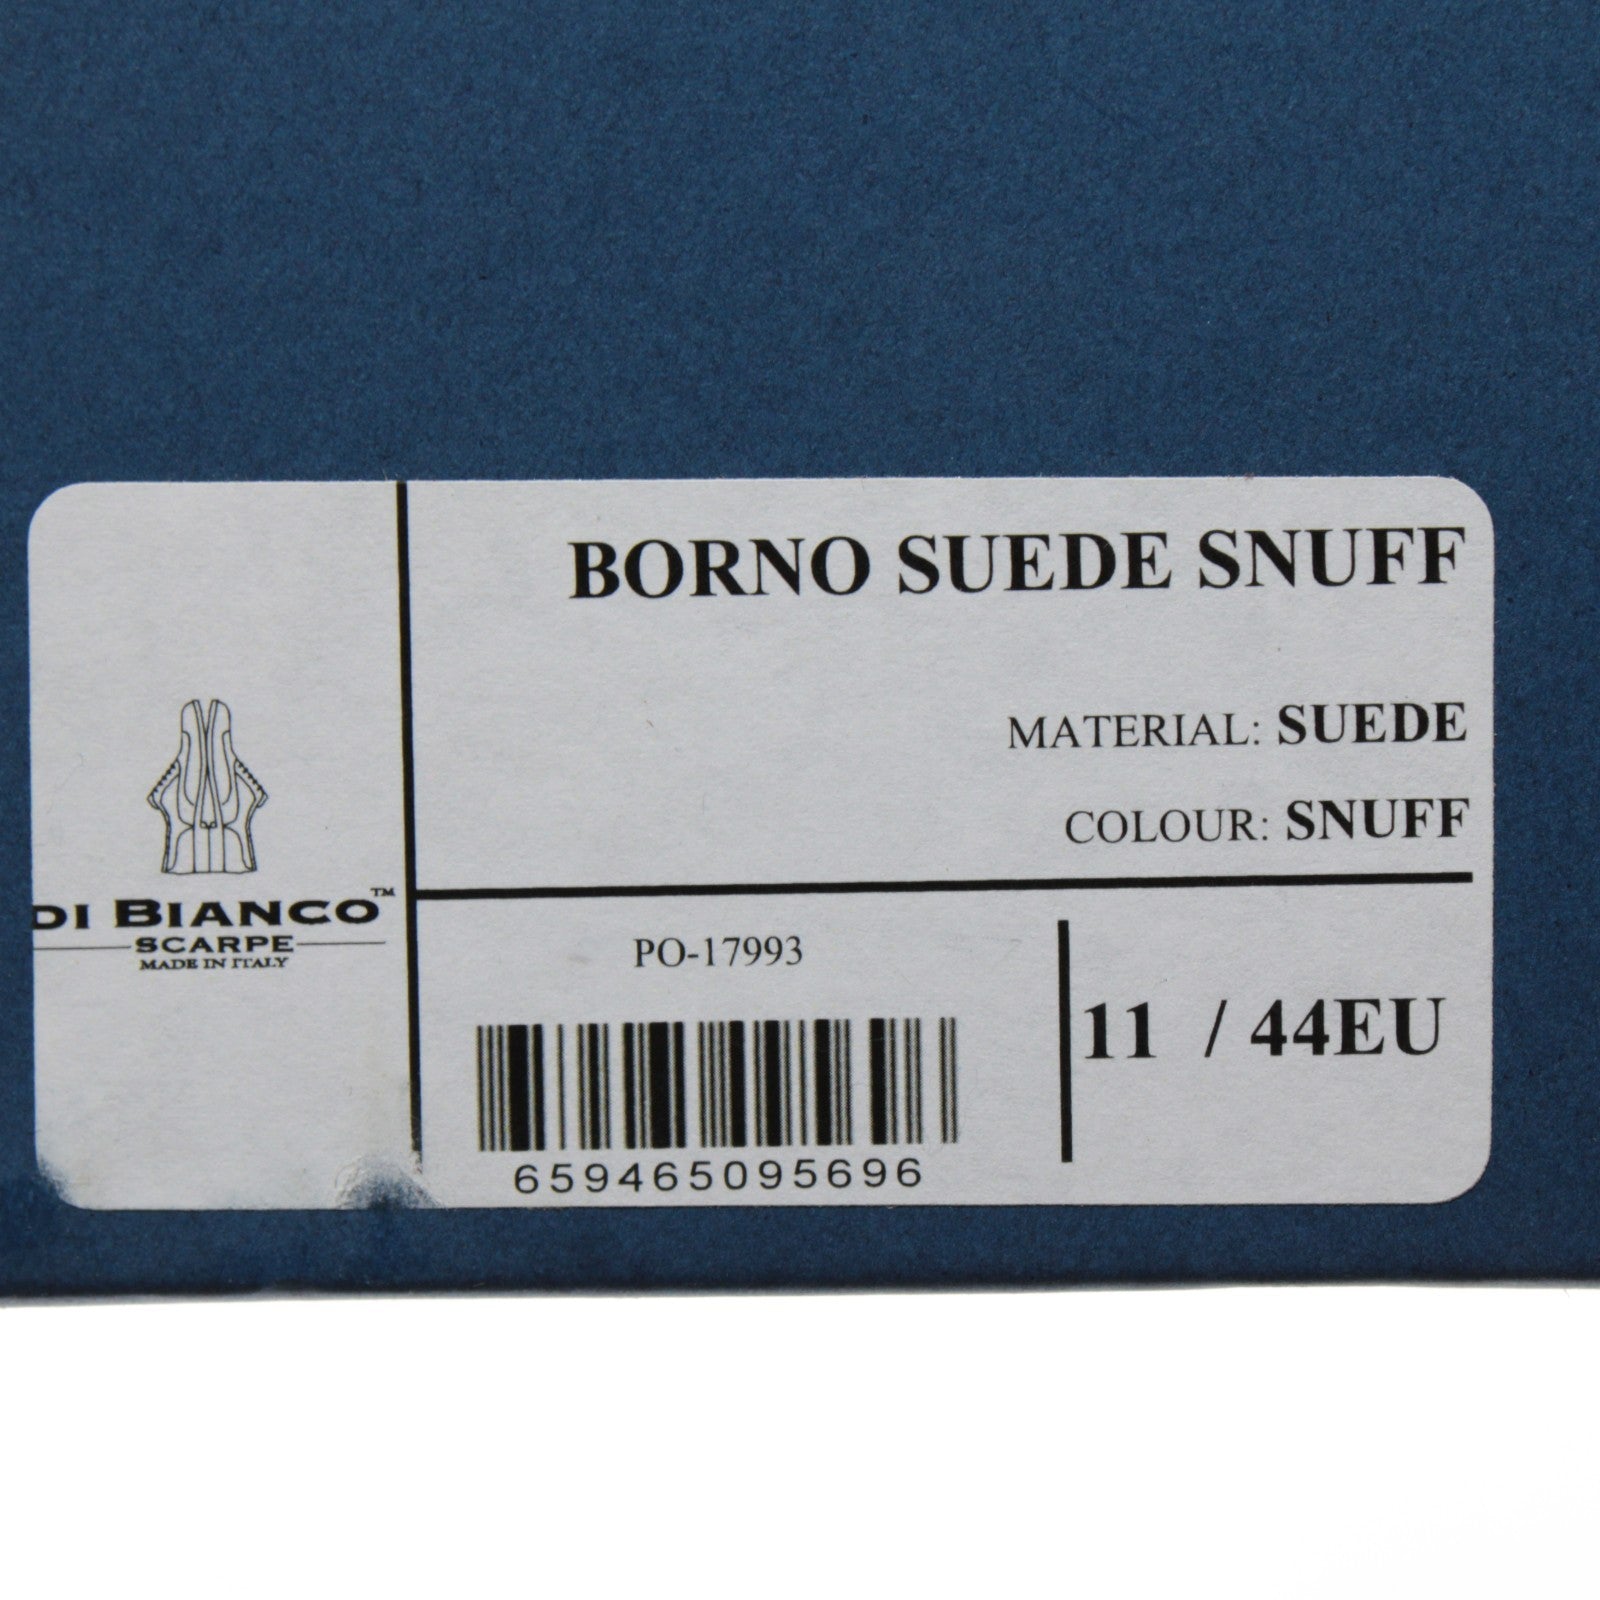 BORNO SUEDE SNUFF
MATERIAL: SUEDE
COLOUR: SNUFF
DI BIANCO™
SCARPE
MADE IN ITALY
PO-17993
659465095696
11 / 44EU